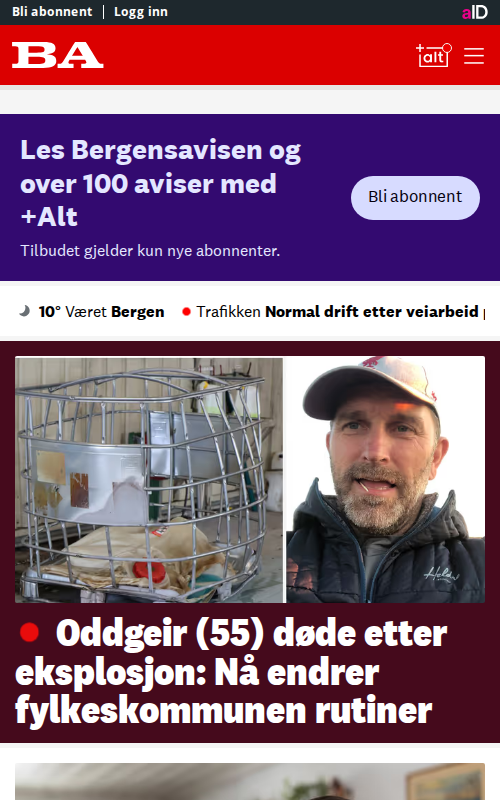 Bli abonnent | Logg inn
aID
BA
+alt
Les Bergensavisen og
over 100 aviser med
+Alt
Bli abonnent
Tilbudet gjelder kun nye abonnenter.
10° Været Bergen
Trafikken Normal drift etter veiarbeid
Oddgeir (55) døde etter
eksplosjon: Nå endrer
fylkeskommunen rutiner